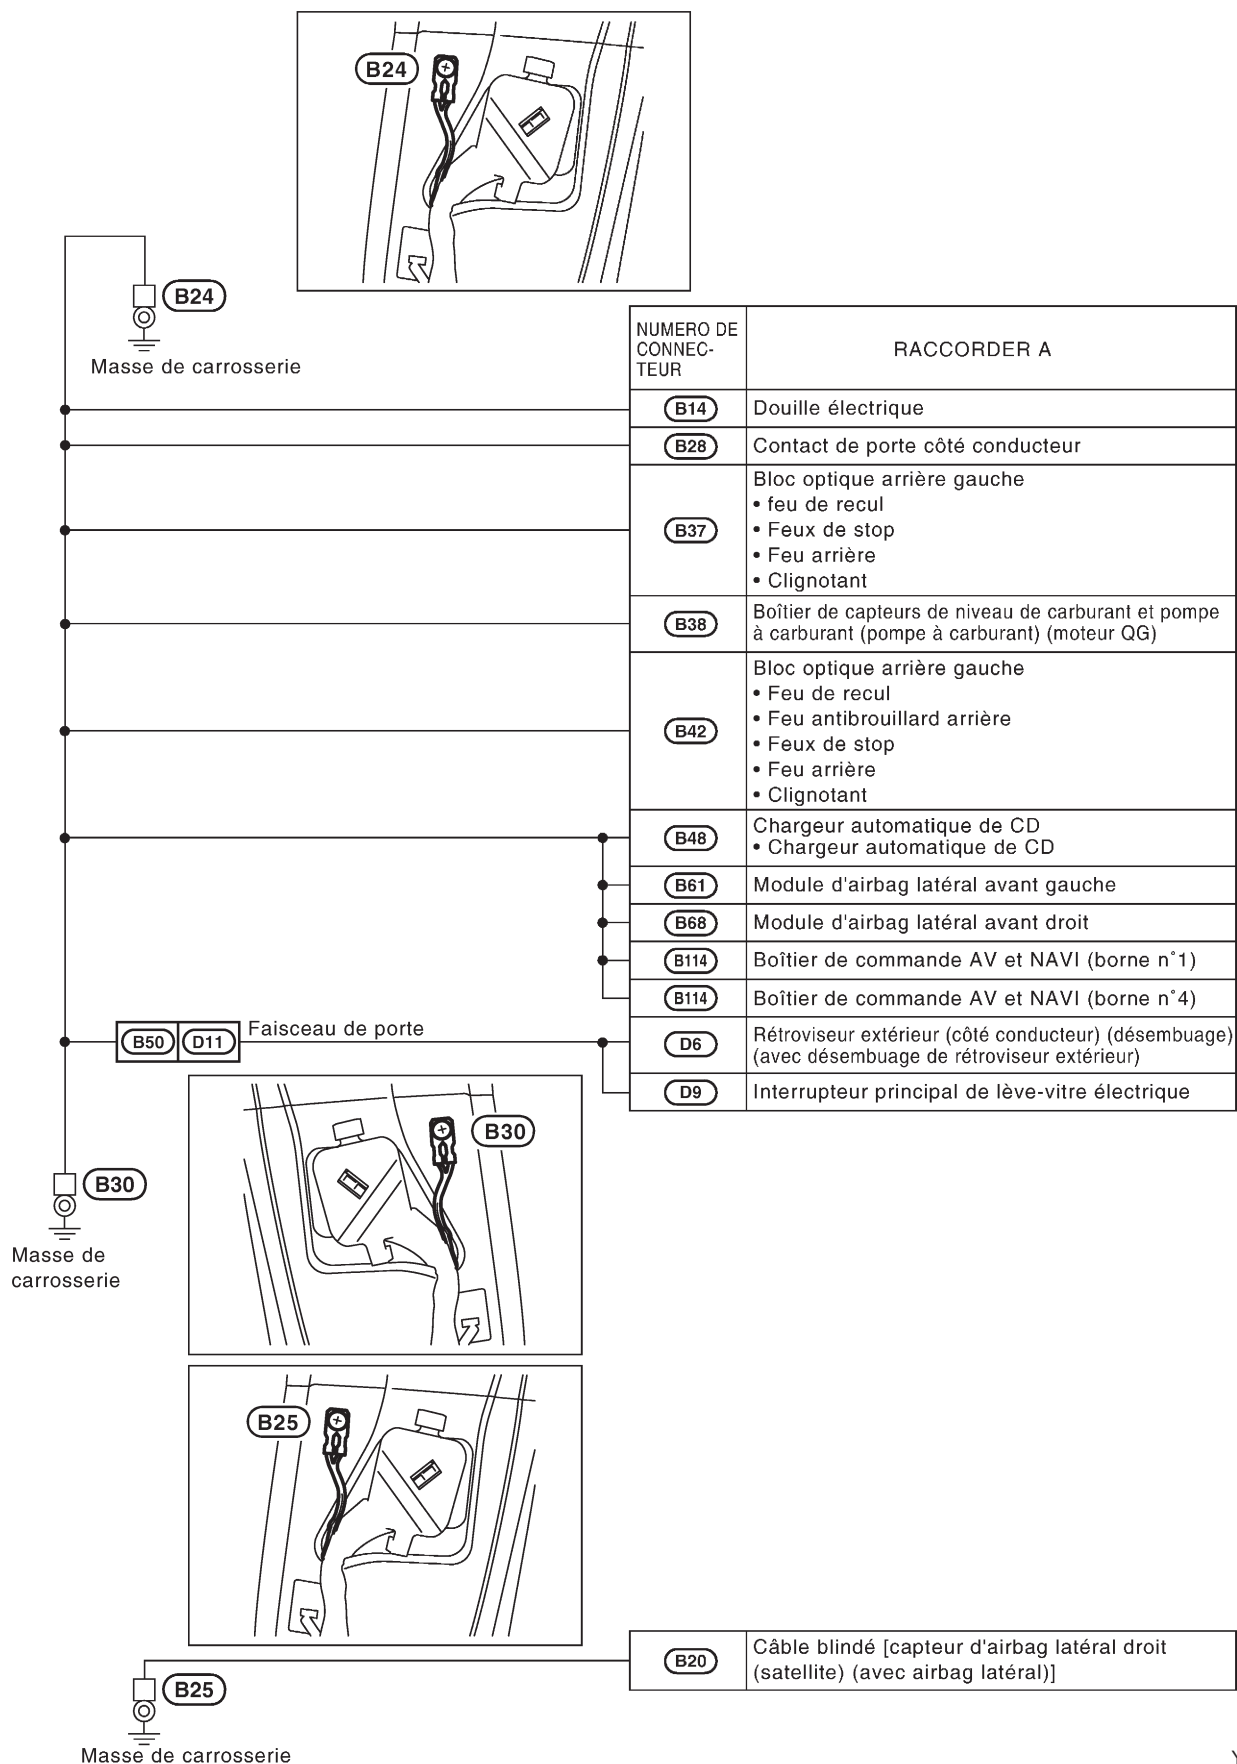 B24
B24
Masse de carrosserie
NUMERO DE
CONNEC-
TEUR
RACCORDER A
B14
Douille électrique
B28
Contact de porte côté conducteur
B37
Bloc optique arrière gauche
• feu de recul
• Feux de stop
• Feu arrière
• Clignotant
B38
Boîtier de capteurs de niveau de carburant et pompe
à carburant (pompe à carburant) (moteur QG)
B42
Bloc optique arrière gauche
• Feu de recul
• Feu antibrouillard arrière
• Feux de stop
• Feu arrière
• Clignotant
B48
Chargeur automatique de CD
• Chargeur automatique de CD
B61
Module d'airbag latéral avant gauche
B68
Module d'airbag latéral avant droit
B114
Boîtier de commande AV et NAVI (borne n°1)
B114
Boîtier de commande AV et NAVI (borne n°4)
B50 D11 Faisceau de porte
D6
Rétroviseur extérieur (côté conducteur) (désembuage)
(avec désembuage de rétroviseur extérieur)
D9
Interrupteur principal de lève-vitre électrique
B30
B30
Masse de
carrosserie
B25
B20
Câble blindé [capteur d'airbag latéral droit
(satellite) (avec airbag latéral)]
B25
Masse de carrosserie